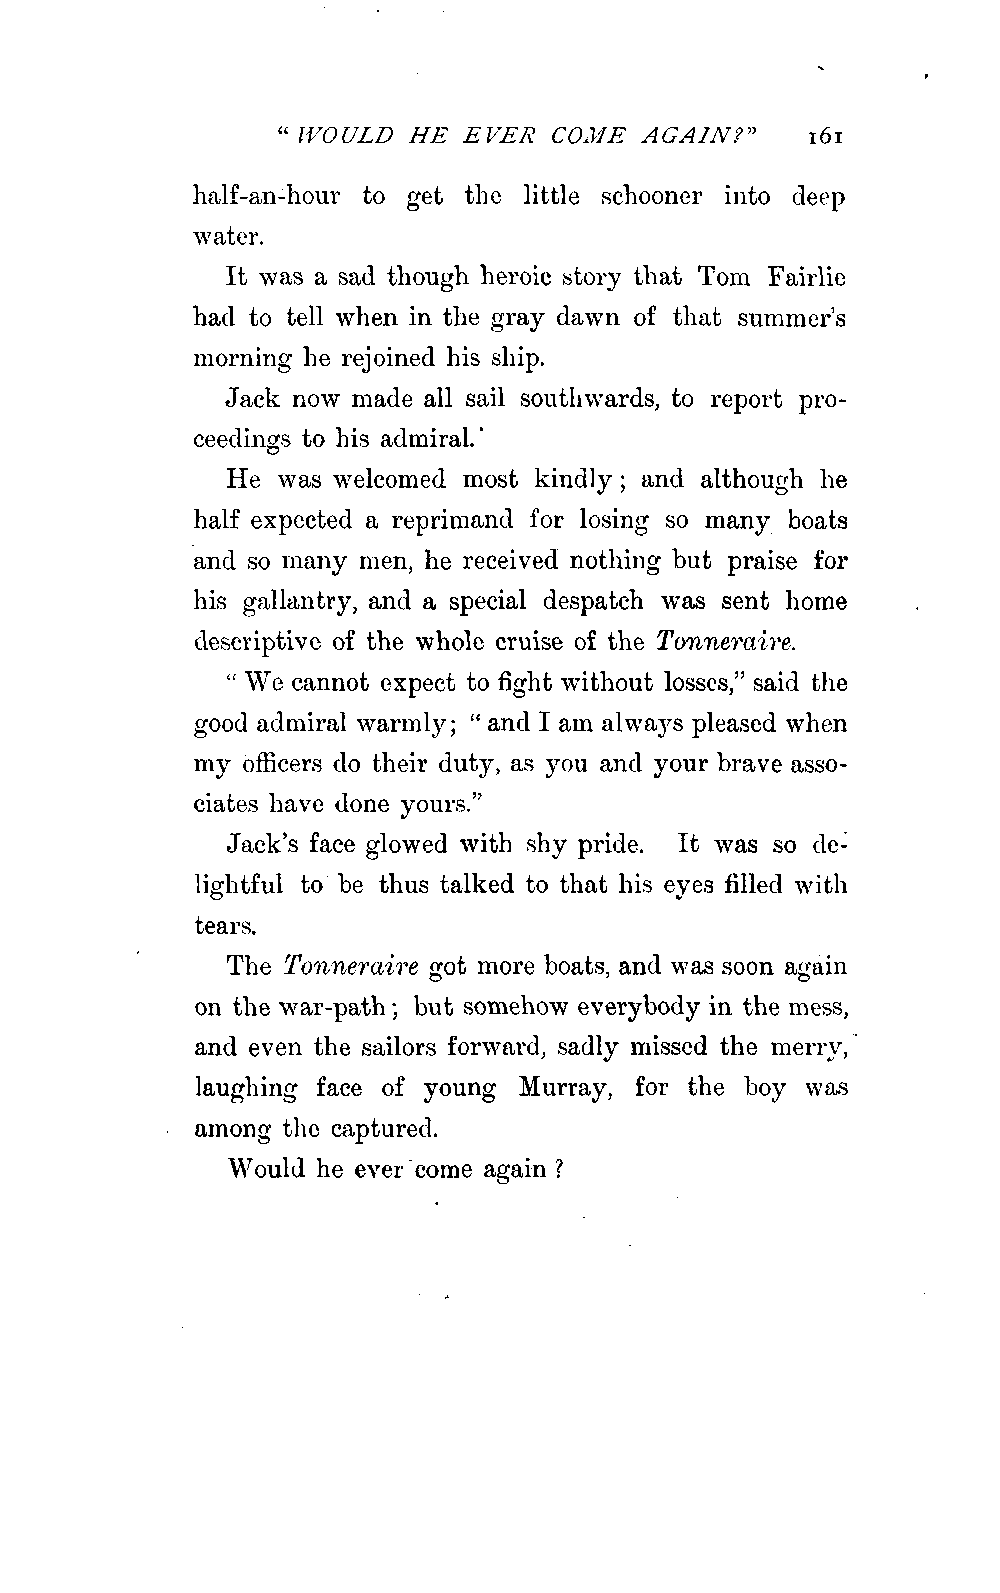 “WOULD HE EVER COME AGAIN?” 161
half-an-hour to get the little schooner into deep
water.
It was a sad though heroic story that Tom Fairlie
had to tell when in the gray dawn of that summer's
morning he rejoined his ship.
Jack now made all sail southwards, to report pro-
ceedings to his admiral.
He was welcomed most kindly; and although he
half expected a reprimand for losing so many boats
and so many men, he received nothing but praise for
his gallantry, and a special despatch was sent home
descriptive of the whole cruise of the Tonneraire.
“We cannot expect to fight without losses,” said the
good admiral warmly; “and I am always pleased when
my officers do their duty, as you and your brave asso-
ciates have done yours.”
Jack's face glowed with shy pride. It was so de-
lightful to be thus talked to that his eyes filled with
tears.
The Tonneraire got more boats, and was soon again
on the war-path; but somehow everybody in the mess,
and even the sailors forward, sadly missed the merry,
laughing face of young Murray, for the boy was
among the captured.
Would he ever come again?